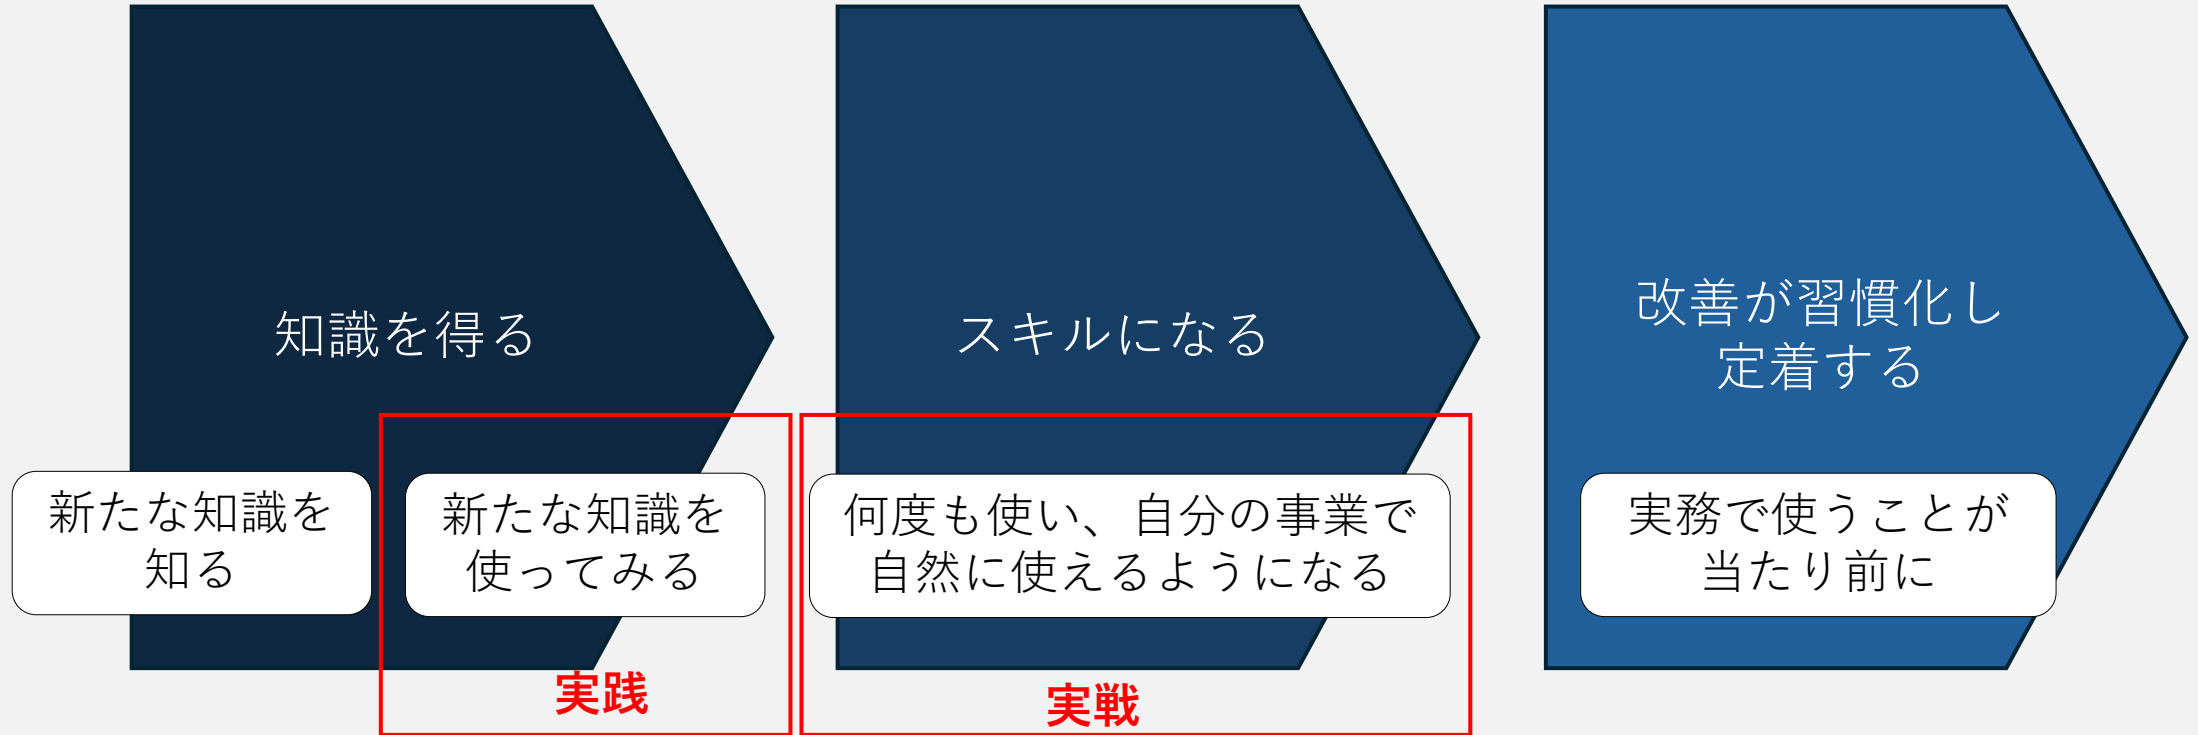 知識を得る
スキルになる
改善が習慣化し
定着する
新たな知識を
知る
新たな知識を
使ってみる
何度も使い、自分の事業で
自然に使えるようになる
実務で使うことが
当たり前に
実践
実戦